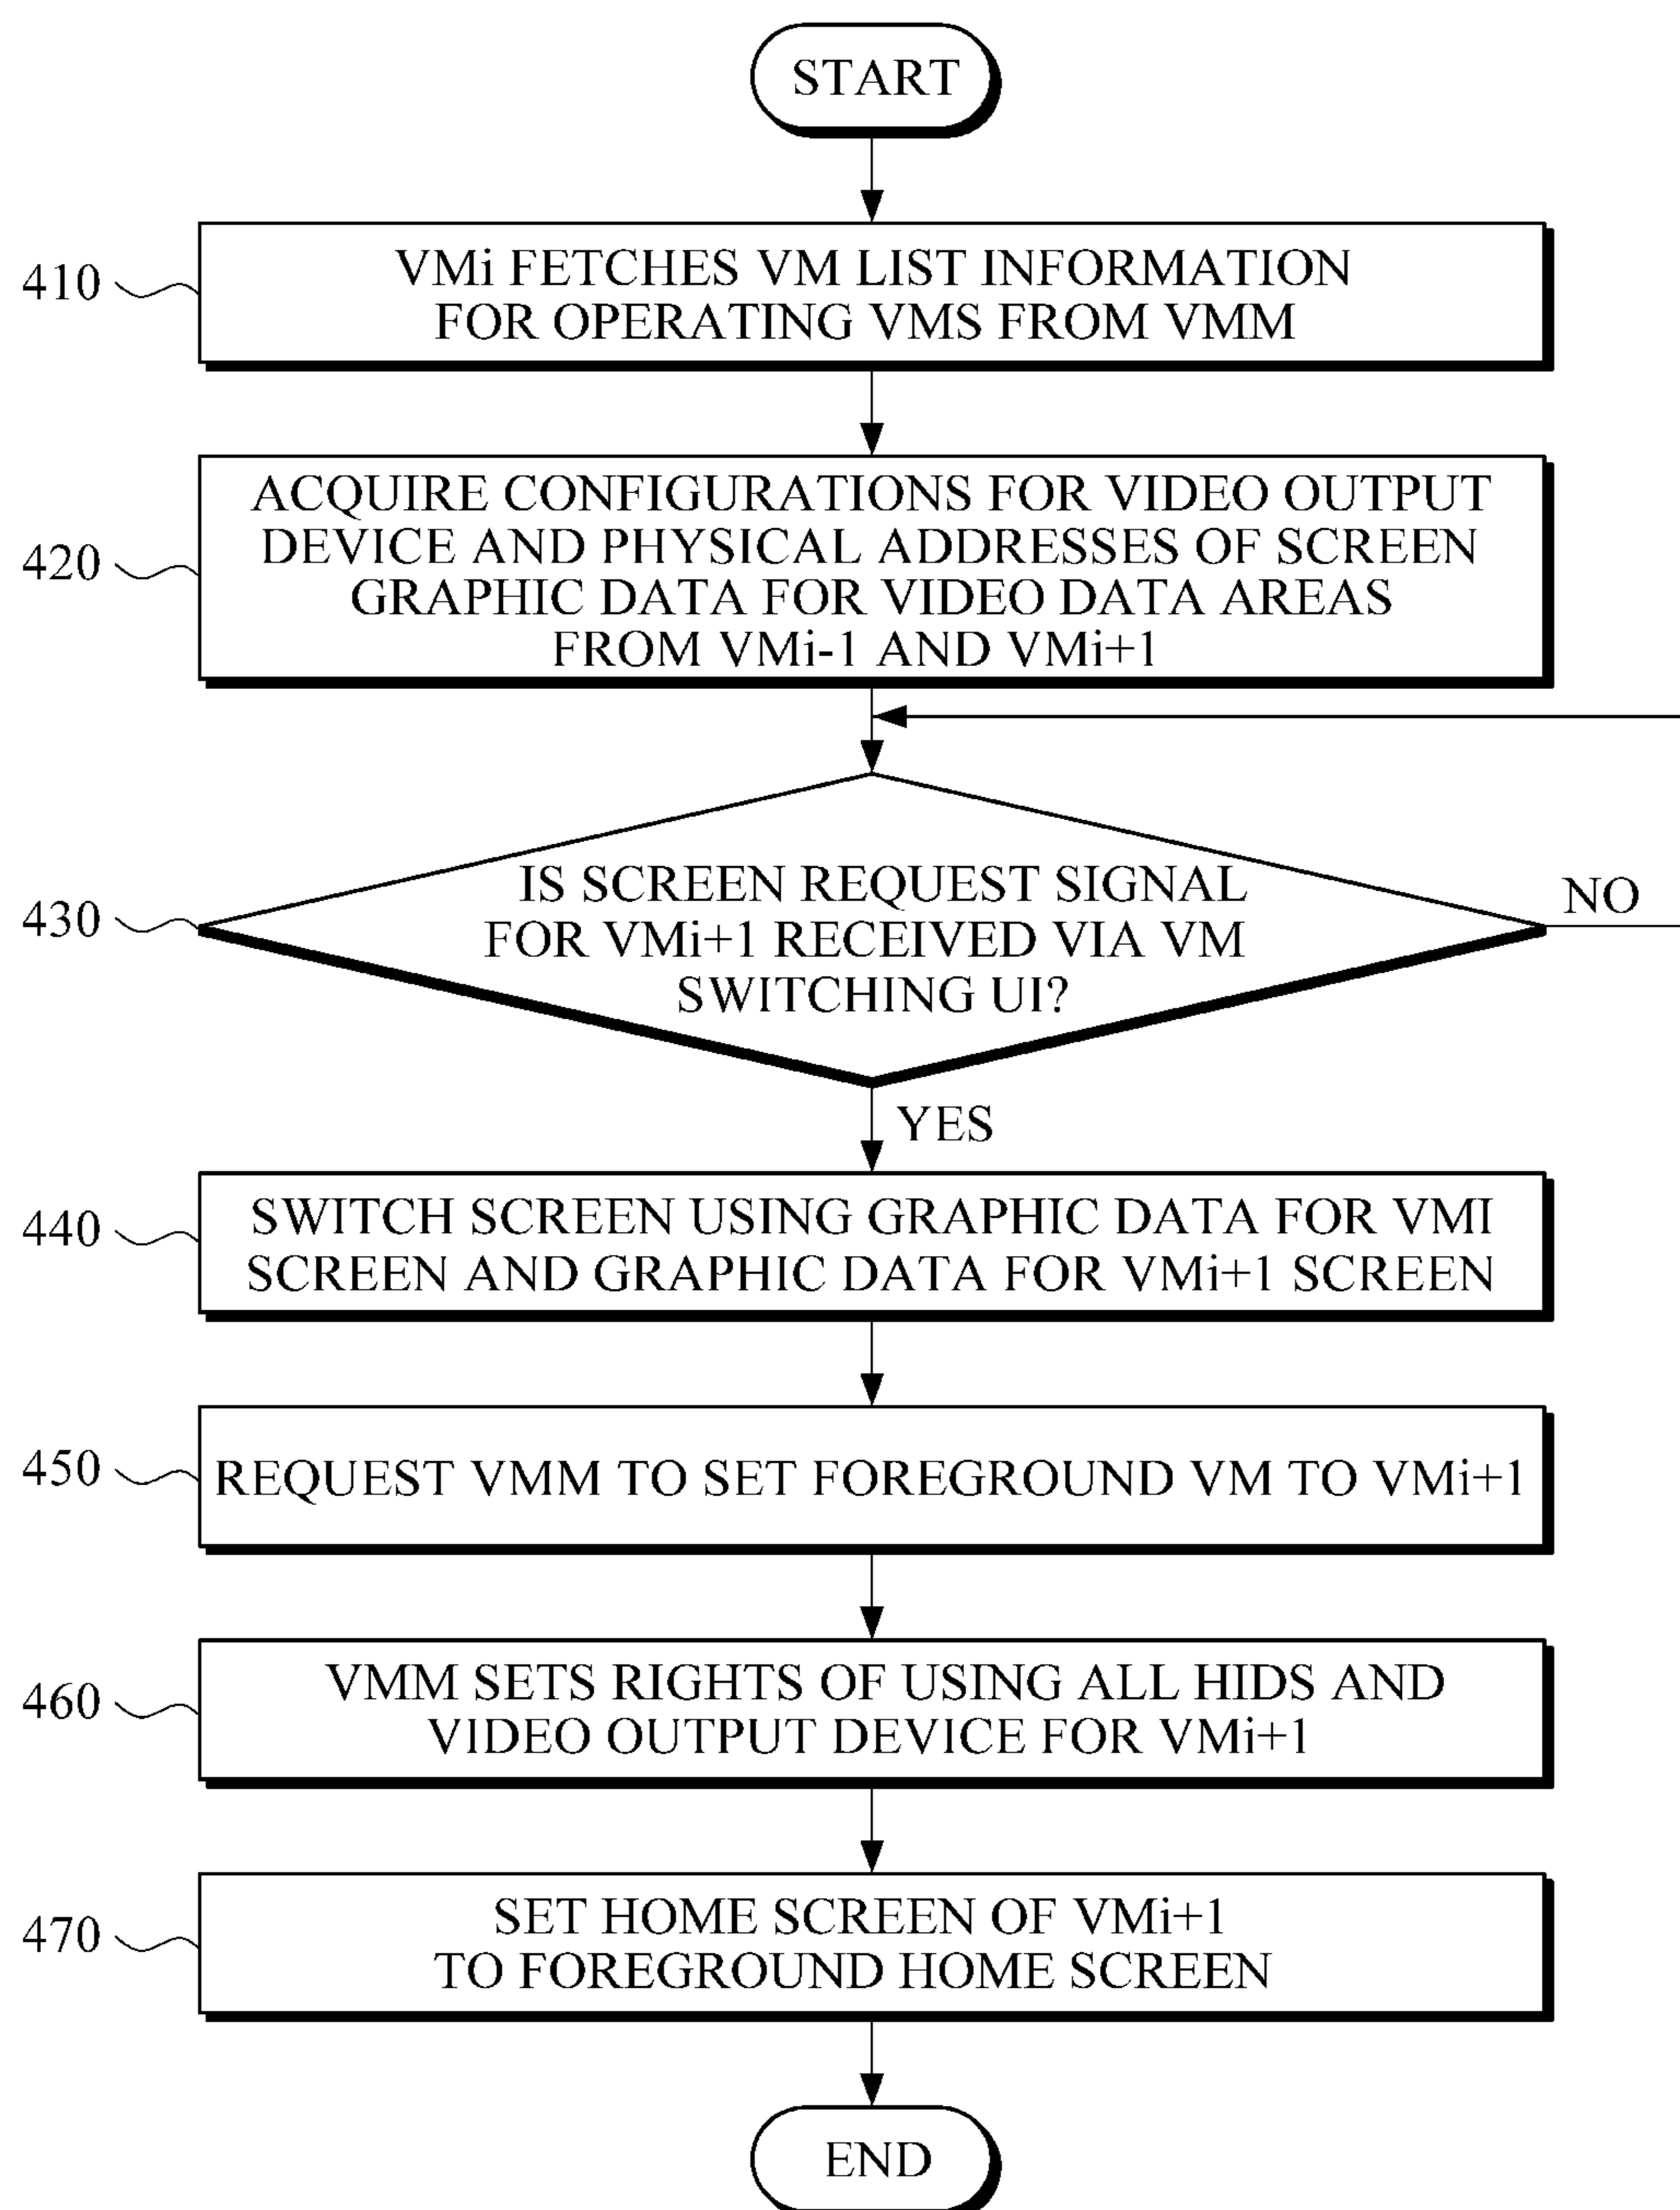 START
410
VMi FETCHES VM LIST INFORMATION
FOR OPERATING VMS FROM VMM
420
ACQUIRE CONFIGURATIONS FOR VIDEO OUTPUT
DEVICE AND PHYSICAL ADDRESSES OF SCREEN
GRAPHIC DATA FOR VIDEO DATA AREAS
FROM VMi-1 AND VMi+1
430
IS SCREEN REQUEST SIGNAL
FOR VMi+1 RECEIVED VIA VM
SWITCHING UI?
NO
YES
440
SWITCH SCREEN USING GRAPHIC DATA FOR VMI
SCREEN AND GRAPHIC DATA FOR VMi+1 SCREEN
450
REQUEST VMM TO SET FOREGROUND VM TO VMi+1
460
VMM SETS RIGHTS OF USING ALL HIDS AND
VIDEO OUTPUT DEVICE FOR VMi+1
470
SET HOME SCREEN OF VMi+1
TO FOREGROUND HOME SCREEN
END